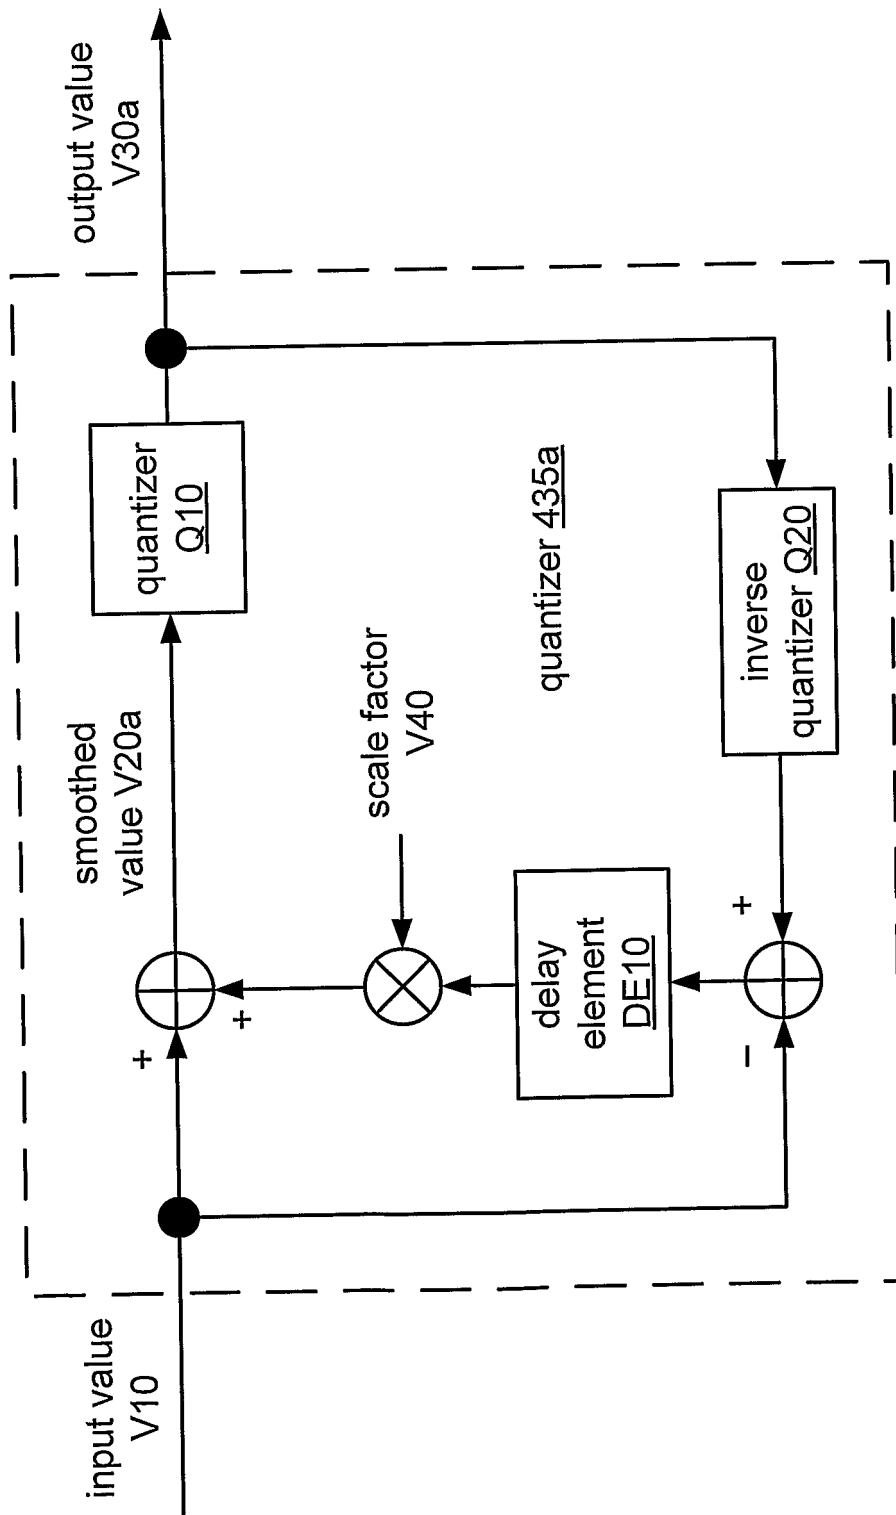 input value
V10
+
+
smoothed
value V20a
quantizer
Q10
output value
V30a
scale factor
V40
quantizer 435a
delay
element
DE10
−
+
inverse
quantizer Q20